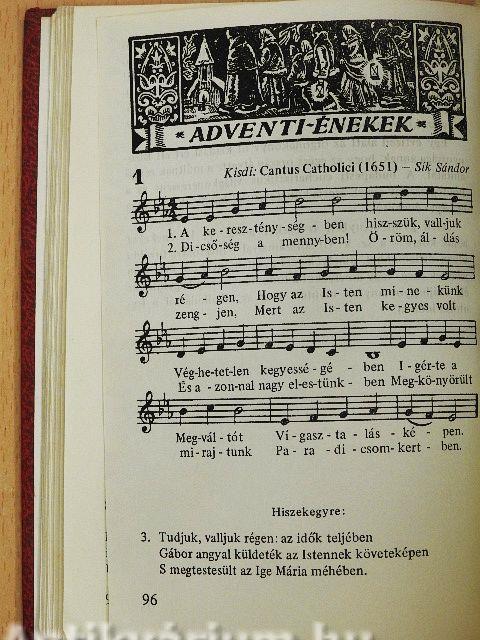 * ADVENTI-ÉNEKEK *
1
Kisdi: Cantus Catholici (1651) – Sík Sándor
1. A ke - resz - tény - ség - ben hisz - szük, vall - juk
2. Di - cső - ség a menny - ben! Ö - röm, ál - dás
ré - gen, Hogy az Is - ten mi - ne - künk
zeng - jen, Mert az Is - ten ke - gyes volt
Vég - he - tet - len kegyessé - gé - ben I - gér - te a
És a - zon - nal nagy el - es - tünk - ben Meg - kö - nyörült
Meg - vál - tót Vi - gasz - ta - lás - ké - pen.
mi - raj - tunk Pa - ra - di - csom - kert - ben.
Hiszekegyre:
3. Tudjuk, valljuk régen: az idők teljében
Gábor angyal küldeték az Istennek követeképen
S megtestesült az Ige Mária méhében.
96
Antikvarium.hu